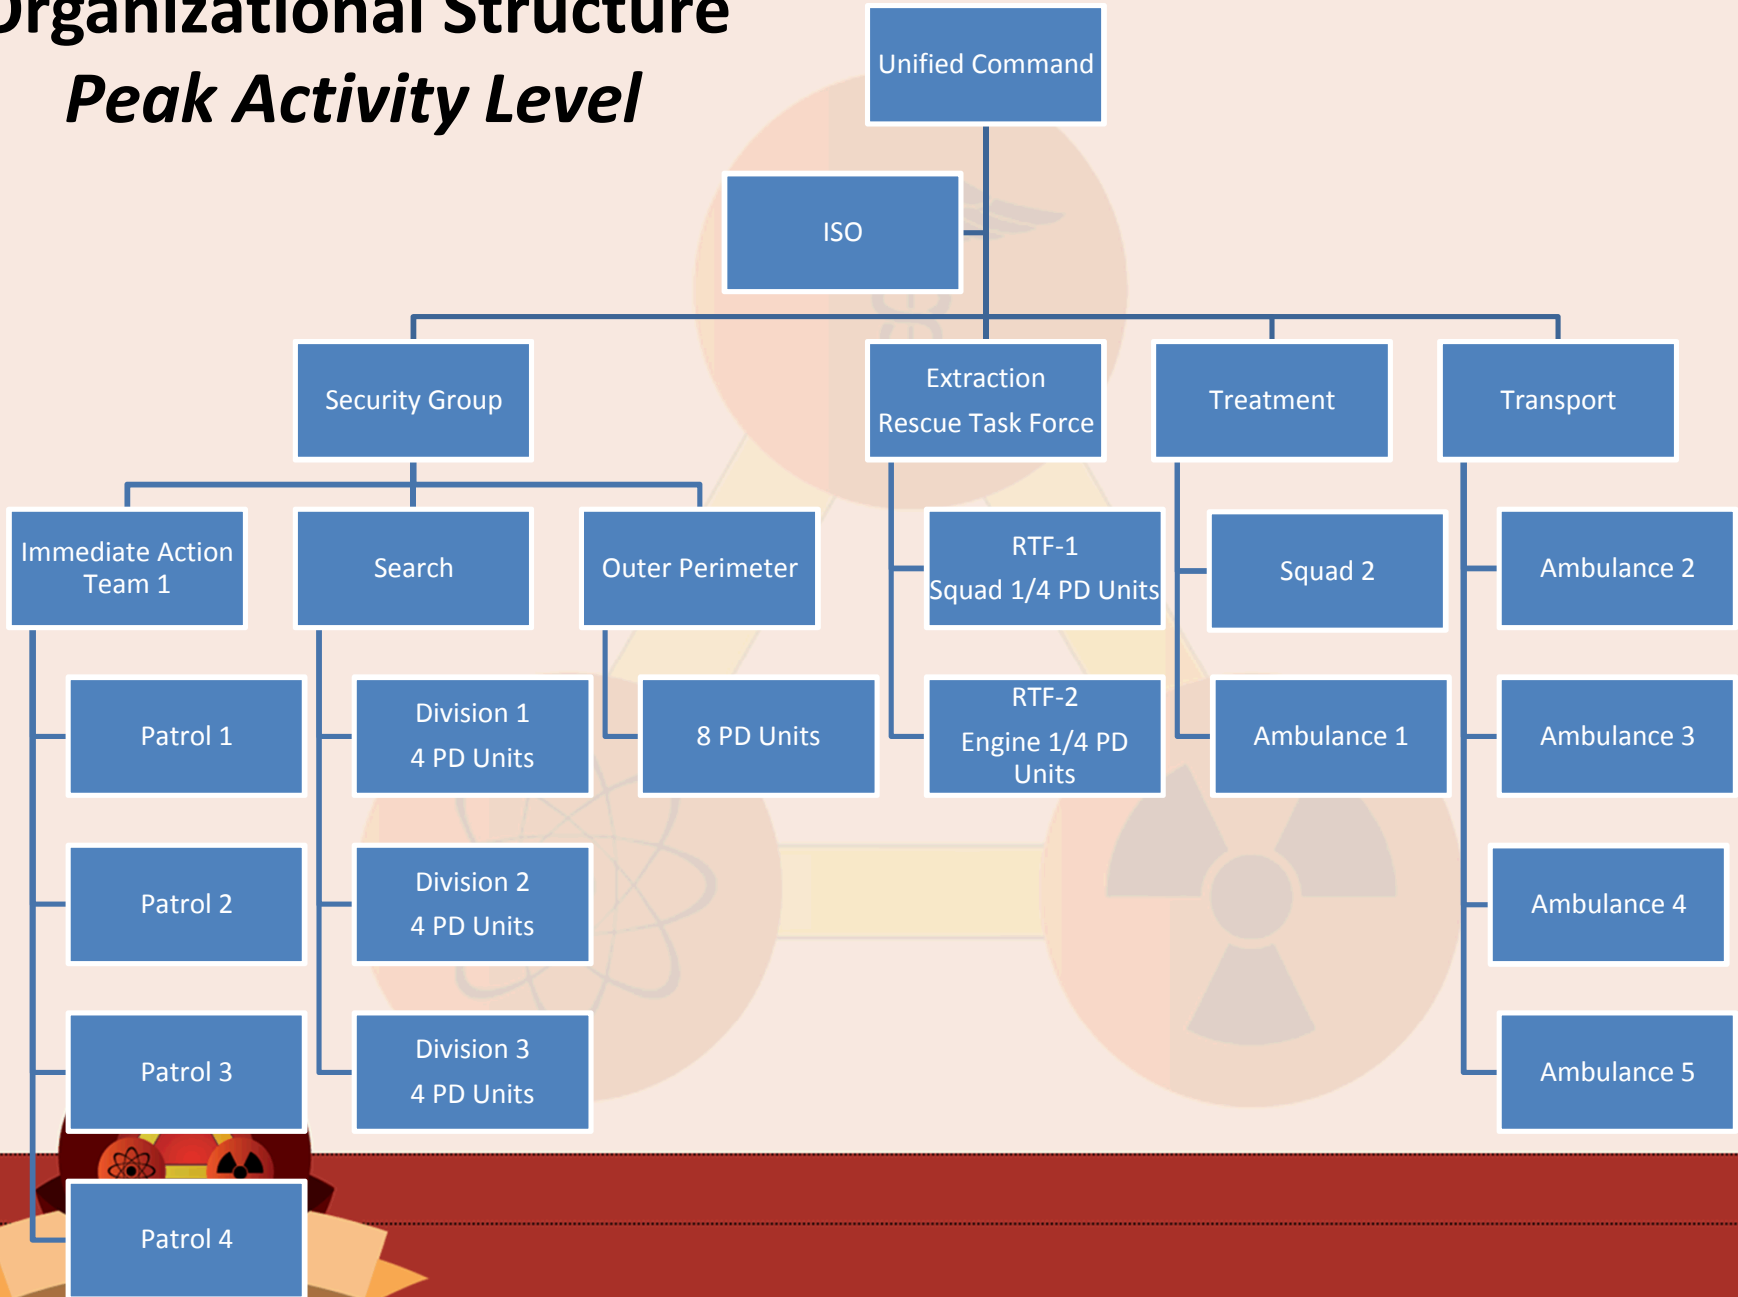 Organizational Structure
Peak Activity Level
Unified Command
ISO
Security Group
Extraction
Rescue Task Force
Treatment
Transport
Immediate Action
Team 1
Search
Outer Perimeter
RTF-1
Squad 1/4 PD Units
Squad 2
Ambulance 2
Patrol 1
Division 1
4 PD Units
8 PD Units
RTF-2
Engine 1/4 PD
Units
Ambulance 1
Ambulance 3
Patrol 2
Division 2
4 PD Units
Ambulance 4
Patrol 3
Division 3
4 PD Units
Ambulance 5
Patrol 4